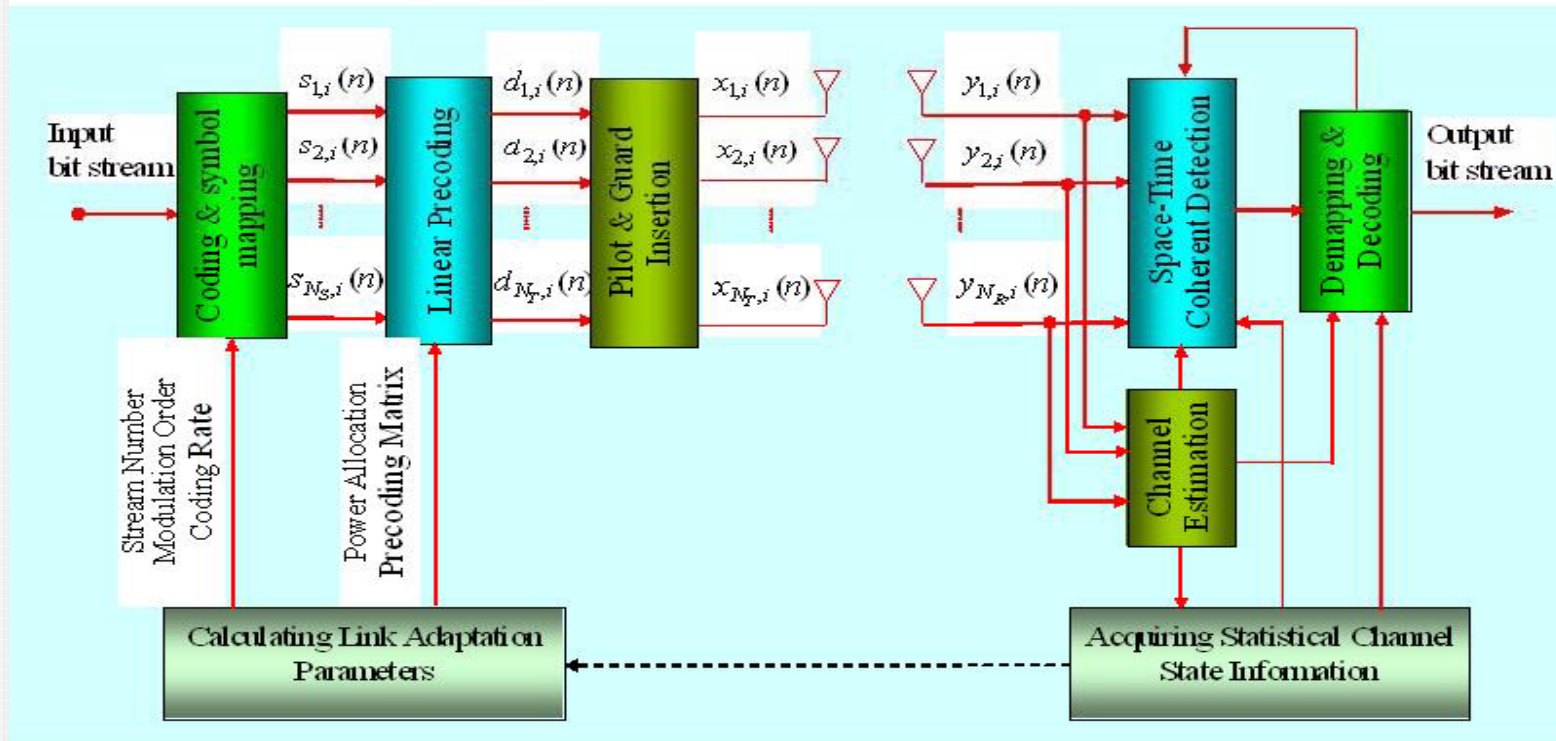 Input
bit stream
Coding & symbol
mapping
s1,i (n)
s2,i (n)
sNS,i (n)
Linear Precoding
d1,i (n)
d2,i (n)
dNT,i (n)
Pilot & Guard
Insertion
x1,i (n)
x2,i (n)
xNT,i (n)
y1,i (n)
y2,i (n)
yNR,i (n)
Space-Time
Coherent Detection
Demapping &
Decoding
Output
bit stream
Channel
Estimation
Stream Number
Modulation Order
Coding Rate
Power Allocation
Precoding Matrix
Calculating Link Adaptation
Parameters
Acquiring Statistical Channel
State Information